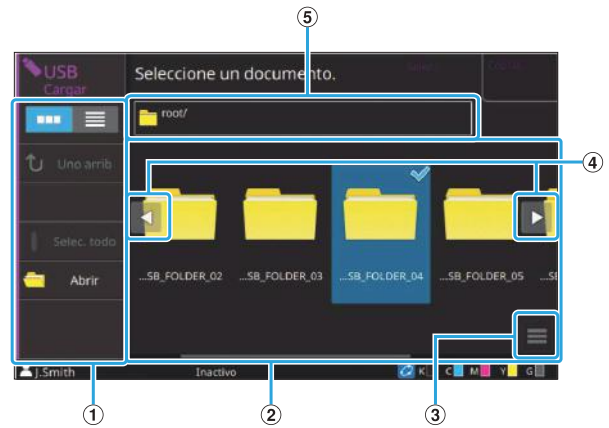 5
USB
Cargar
Seleccione un documento.
root/
Uno arrib
4
Selec. todo
Abrir
...SB_FOLDER_02
...SB_FOLDER_03
...SB_FOLDER_04
...SB_FOLDER_05
...SE
J.Smith
Inactivo
K C M Y G
1
2
3